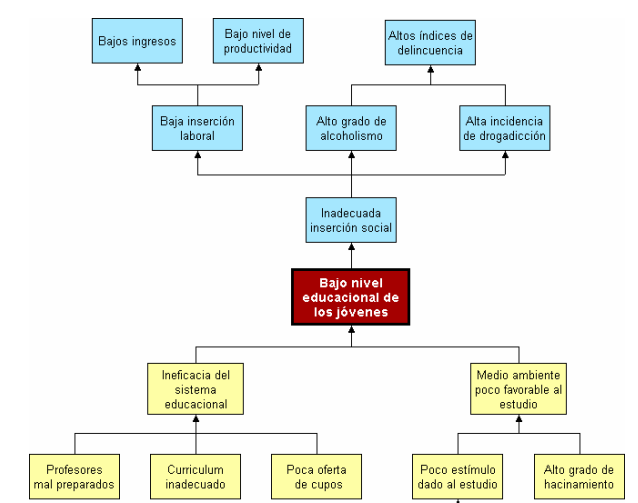 Bajos ingresos
Bajo nivel de
productividad
Altos índices de
delincuencia
Baja inserción
laboral
Alto grado de
alcoholismo
Alta incidencia
de drogadicción
Inadecuada
inserción social
Bajo nivel
educacional de
los jóvenes
Ineficacia del
sistema
educacional
Medio ambiente
poco favorable al
estudio
Profesores
mal preparados
Curriculum
inadecuado
Poca oferta
de cupos
Poco estímulo
dado al estudio
Alto grado de
hacinamiento